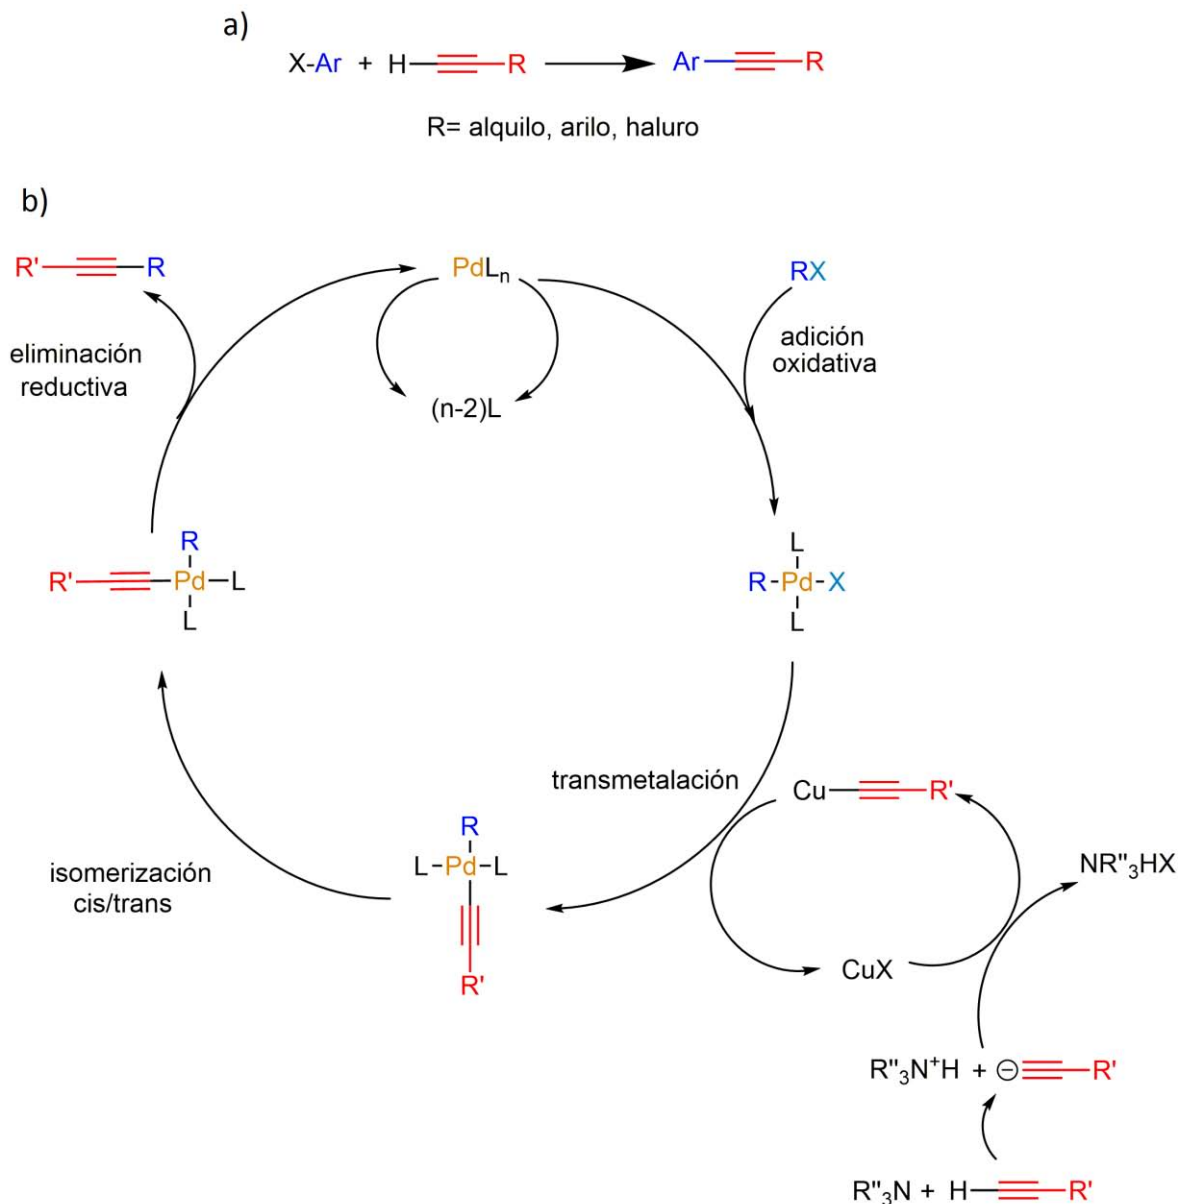 a)
X-Ar + H R Ar R
R= alquilo, arilo, haluro
b)
R' R
PdLn
RX
adición
oxidativa
eliminación
reductiva
(n-2)L
R
R' Pd L
L
L
R-Pd-X
L
transmetalación
Cu R'
R
L-Pd-L
R'
isomerización
cis/trans
NR''3HX
CuX
R''3N+H + ⊖ R'
R''3N + H R'